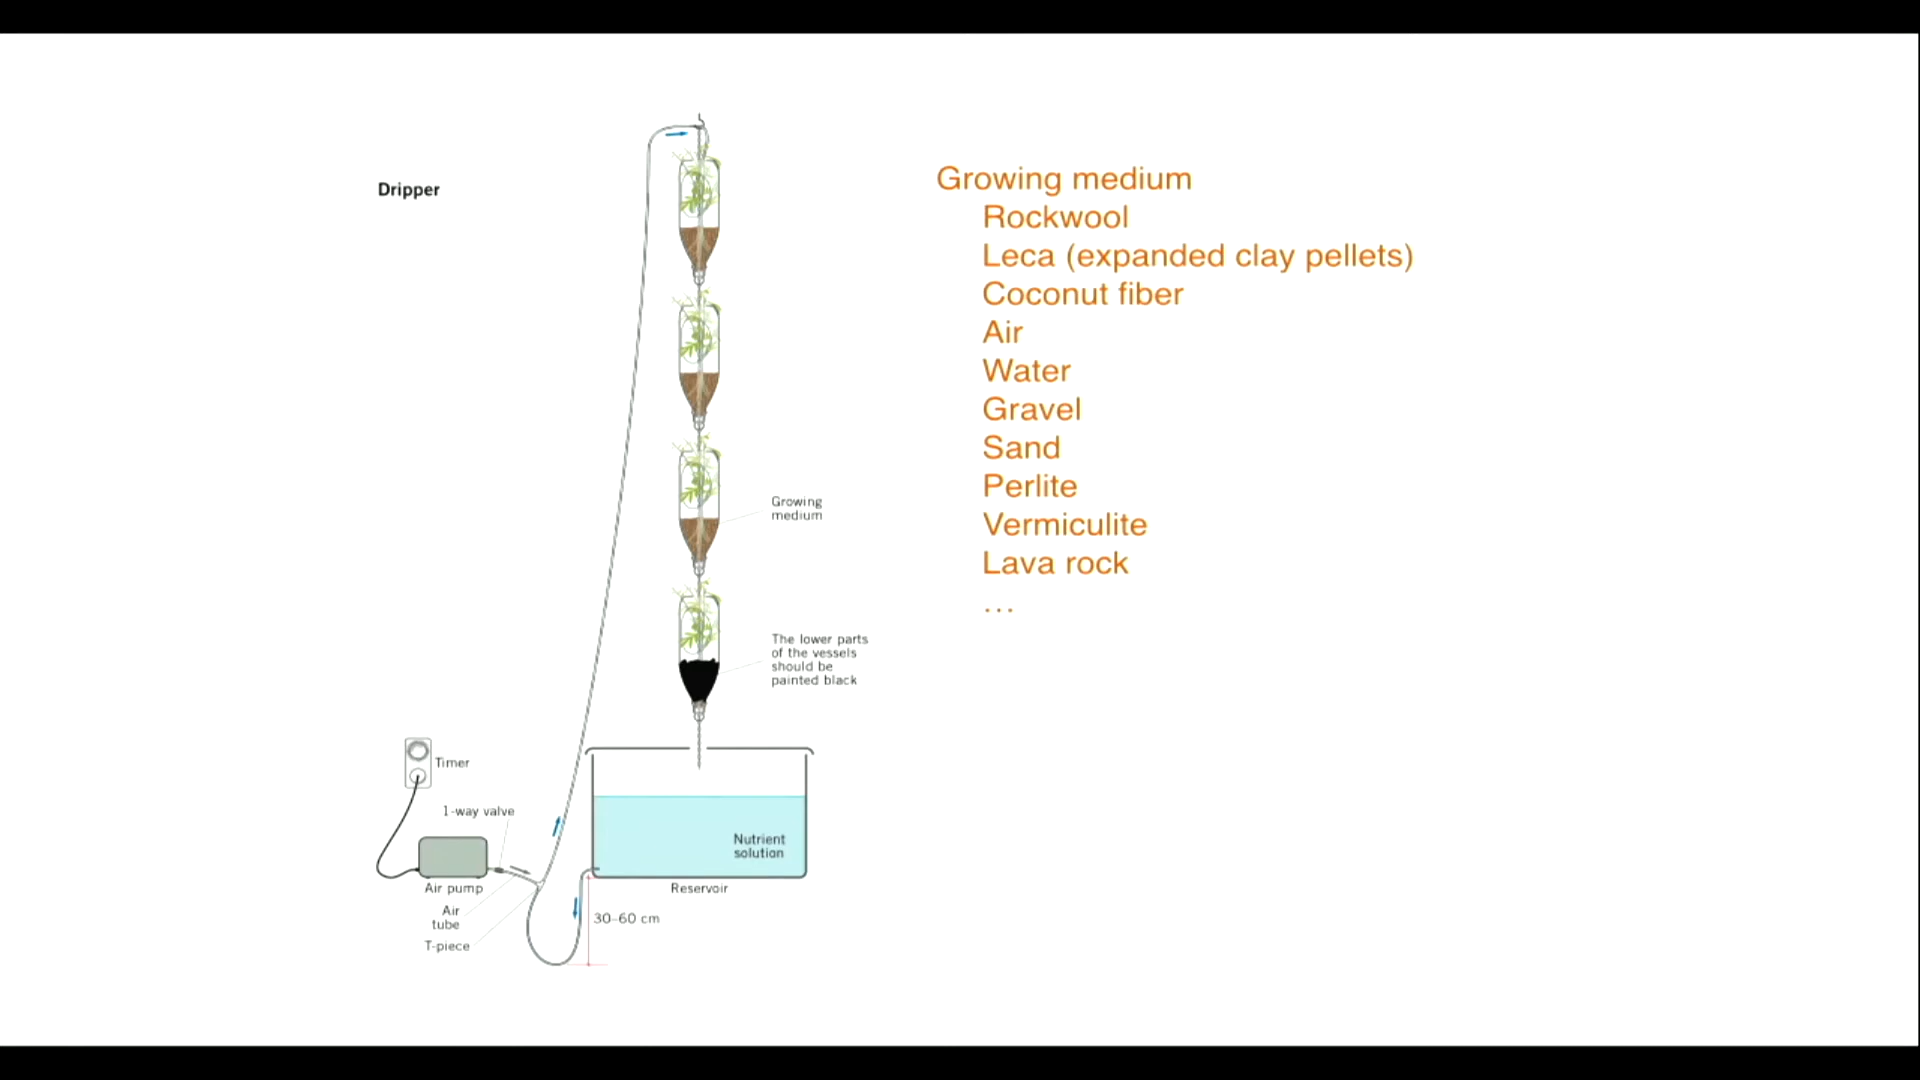 Dripper
Growing medium
Rockwool
Leca (expanded clay pellets)
Coconut fiber
Air
Water
Gravel
Sand
Perlite
Vermiculite
Lava rock
...
Growing
medium
The lower parts
of the vessels
should be
painted black
Timer
1-way valve
Air pump
Air
tube
T-piece
Nutrient
solution
Reservoir
30-60 cm